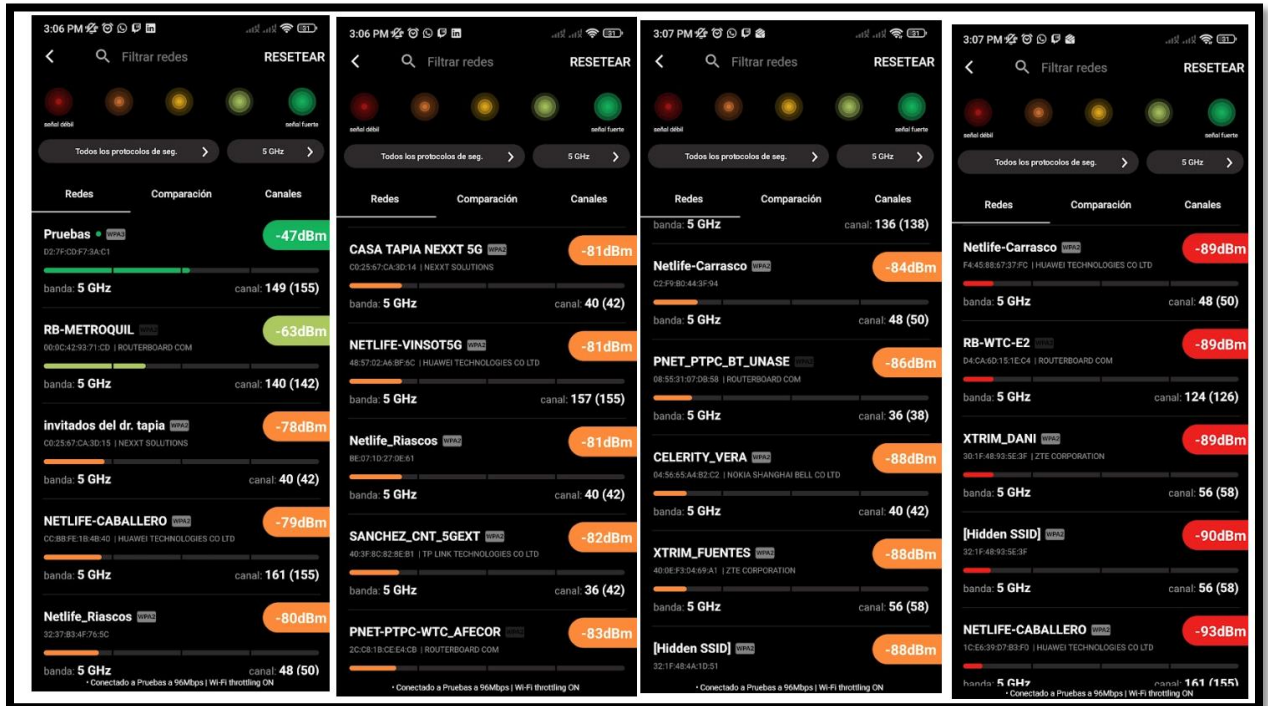 3:06 PM
Filtrar redes
RESETEAR
señal débil
señal fuerte
Todos los protocolos de seg.
5 GHz
Redes
Comparación
Canales
Pruebas • WPA2
-47dBm
D2:7F:CD:F7:3A:C1
banda: 5 GHz
canal: 149 (155)
RB-METROQUIL WPA2
-63dBm
00:0C:42:93:71:CD | ROUTERBOARD COM
banda: 5 GHz
canal: 140 (142)
invitados del dr. tapia WPA2
-78dBm
C0:25:67:CA:3D:15 | NEXXT SOLUTIONS
banda: 5 GHz
canal: 40 (42)
NETLIFE-CABALLERO WPA2
-79dBm
CC:BB:FE:1B:4B:40 | HUAWEI TECHNOLOGIES CO LTD
banda: 5 GHz
canal: 161 (155)
Netlife_Riascos WPA2
-80dBm
32:37:B3:4F:76:5C
banda: 5 GHz
canal: 48 (50)
• Conectado a Pruebas a 96Mbps | Wi-Fi throttling ON
3:06 PM
Filtrar redes
RESETEAR
señal débil
señal fuerte
Todos los protocolos de seg.
5 GHz
Redes
Comparación
Canales
CASA TAPIA NEXXT 5G WPA2
-81dBm
C0:25:67:CA:3D:14 | NEXXT SOLUTIONS
banda: 5 GHz
canal: 40 (42)
NETLIFE-VINSOT5G WPA2
-81dBm
48:57:02:A6:BF:6C | HUAWEI TECHNOLOGIES CO LTD
banda: 5 GHz
canal: 157 (155)
Netlife_Riascos WPA2
-81dBm
BE:07:1D:27:0E:61
banda: 5 GHz
canal: 40 (42)
SANCHEZ_CNT_5GEXT WPA2
-82dBm
40:3F:8C:82:8E:B1 | TP LINK TECHNOLOGIES CO LTD
banda: 5 GHz
canal: 36 (42)
PNET-PTPC-WTC_AFECOR
-83dBm
2C:C8:1B:CE:E4:CB | ROUTERBOARD COM
• Conectado a Pruebas a 96Mbps | Wi-Fi throttling ON
3:07 PM
Filtrar redes
RESETEAR
señal débil
señal fuerte
Todos los protocolos de seg.
5 GHz
Redes
Comparación
Canales
banda: 5 GHz
canal: 136 (138)
Netlife-Carrasco WPA2
-84dBm
C2:F9:B0:44:3F:94
banda: 5 GHz
canal: 48 (50)
PNET_PTPC_BT_UNASE
-86dBm
08:55:31:07:DB:58 | ROUTERBOARD COM
banda: 5 GHz
canal: 36 (38)
CELERITY_VERA WPA2
-88dBm
04:56:65:A4:B2:C2 | NOKIA SHANGHAI BELL CO LTD
banda: 5 GHz
canal: 40 (42)
XTRIM_FUENTES WPA2
-88dBm
40:0E:F3:04:69:A1 | ZTE CORPORATION
banda: 5 GHz
canal: 56 (58)
[Hidden SSID] WPA2
-88dBm
32:1F:48:4A:1D:51
• Conectado a Pruebas a 96Mbps | Wi-Fi throttling ON
3:07 PM
Filtrar redes
RESETEAR
señal débil
señal fuerte
Todos los protocolos de seg.
5 GHz
Redes
Comparación
Canales
Netlife-Carrasco WPA2
-89dBm
F4:45:88:67:37:FC | HUAWEI TECHNOLOGIES CO LTD
banda: 5 GHz
canal: 48 (50)
RB-WTC-E2 WPA2
-89dBm
D4:CA:6D:15:1E:C4 | ROUTERBOARD COM
banda: 5 GHz
canal: 124 (126)
XTRIM_DANI WPA2
-89dBm
30:1F:48:93:5E:3F | ZTE CORPORATION
banda: 5 GHz
canal: 56 (58)
[Hidden SSID] WPA2
-90dBm
32:1F:48:93:5E:3F
banda: 5 GHz
canal: 56 (58)
NETLIFE-CABALLERO WPA2
-93dBm
1C:E6:39:D7:B3:F0 | HUAWEI TECHNOLOGIES CO LTD
banda: 5 GHz
canal: 161 (155)
• Conectado a Pruebas a 96Mbps | Wi-Fi throttling ON